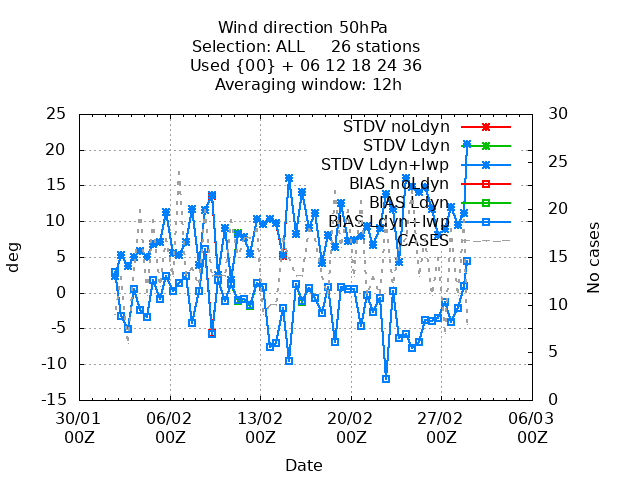 Wind direction 50hPa
Selection: ALL 26 stations
Used {00} + 06 12 18 24 36
Averaging window: 12h
25 30
20 25
15 20
10 15
5 10
0 5
-5 0
-10
-15
deg
No cases
STDV noLdyn
STDV Ldyn
STDV Ldyn+lwp
BIAS noLdyn
BIAS Ldyn
BIAS Ldyn+lwp
CASES
30/01 06/02 13/02 20/02 27/02 06/03
00Z 00Z 00Z 00Z 00Z 00Z
Date